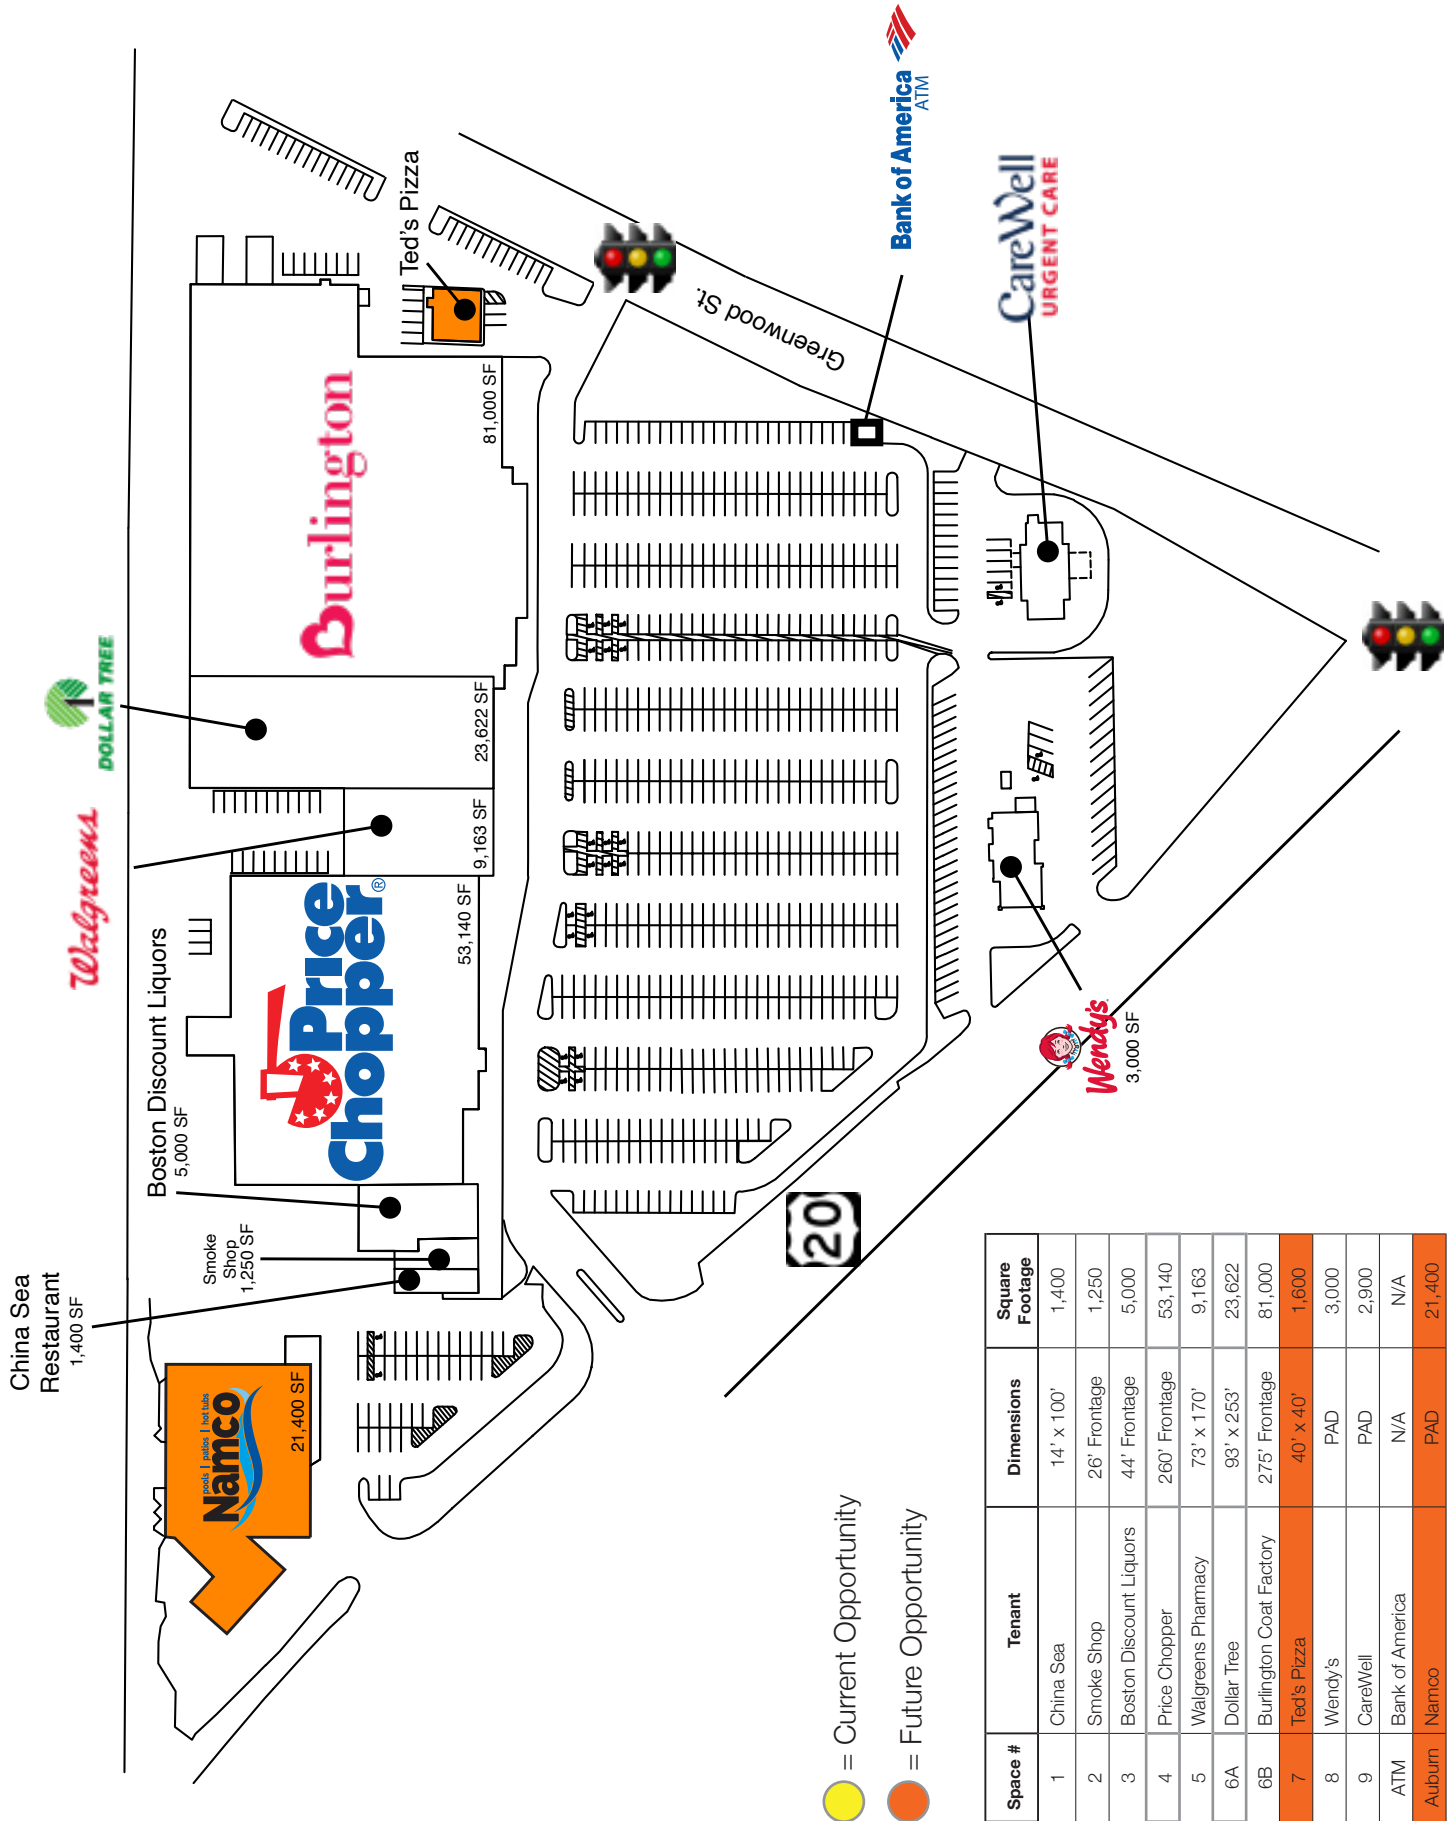 China Sea
Restaurant
1,400 SF
Smoke
Shop
1,250 SF
Boston Discount Liquors
5,000 SF
Walgreens
DOLLAR TREE
pools | patios | hot tubs
Namco
21,400 SF
Price
Chopper®
53,140 SF
9,163 SF
23,622 SF
Burlington
81,000 SF
Ted's Pizza
Greenwood St.
Bank of America
ATM
CareWell
URGENT CARE
Wendy's
3,000 SF
20
= Current Opportunity
= Future Opportunity
Space # Tenant Dimensions Square Footage
1 China Sea 14' x 100' 1,400
2 Smoke Shop 26' Frontage 1,250
3 Boston Discount Liquors 44' Frontage 5,000
4 Price Chopper 260' Frontage 53,140
5 Walgreens Pharmacy 73' x 170' 9,163
6A Dollar Tree 93' x 253' 23,622
6B Burlington Coat Factory 275' Frontage 81,000
7 Ted's Pizza 40' x 40' 1,600
8 Wendy's PAD 3,000
9 CareWell PAD 2,900
ATM Bank of America N/A N/A
Auburn Namco PAD 21,400